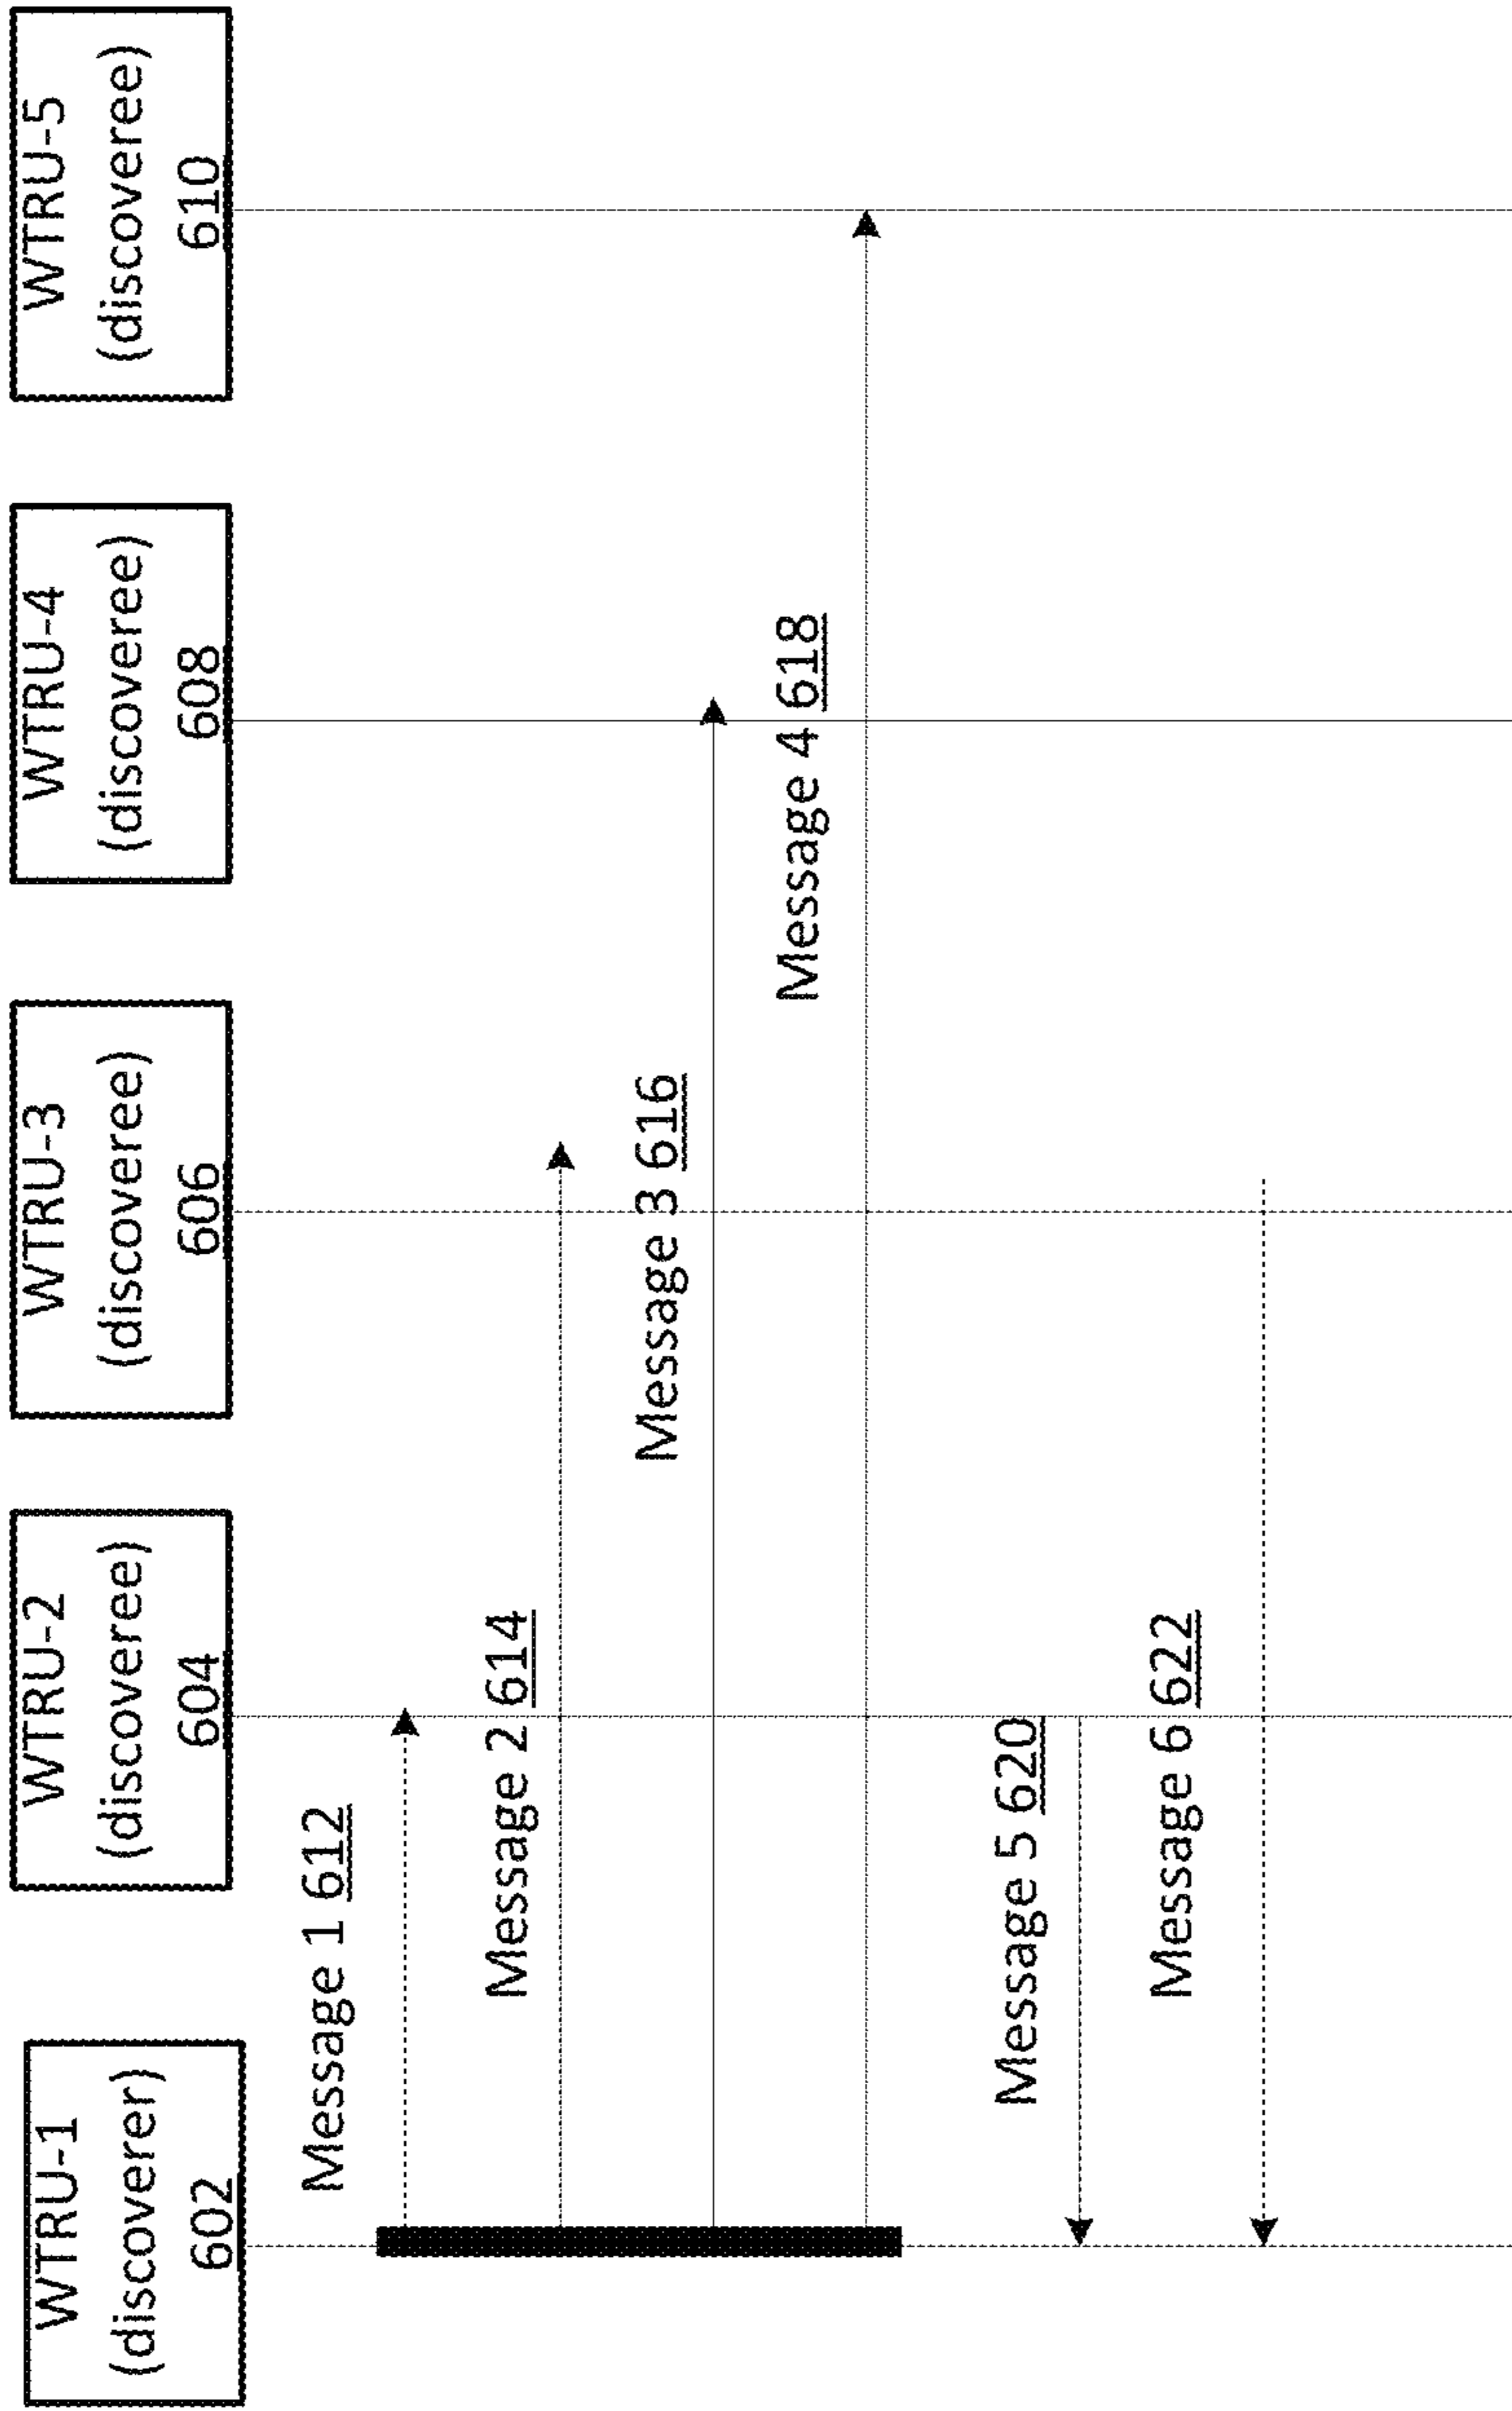 WTRU-1
(discoverer)
602
WTRU-2
(discoveree)
604
WTRU-3
(discoveree)
606
WTRU-4
(discoveree)
608
WTRU-5
(discoveree)
610
Message 1 612
Message 2 614
Message 3 616
Message 4 618
Message 5 620
Message 6 622